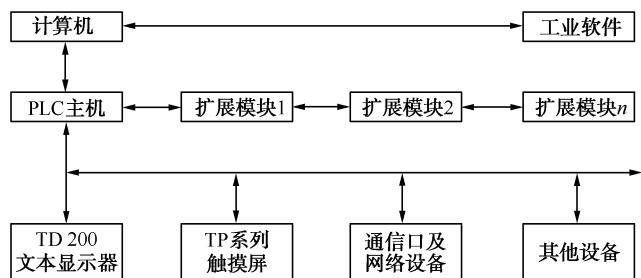 计算机
工业软件
PLC主机
扩展模块1
扩展模块2
扩展模块n
TD 200
文本显示器
TP系列
触摸屏
通信口及
网络设备
其他设备